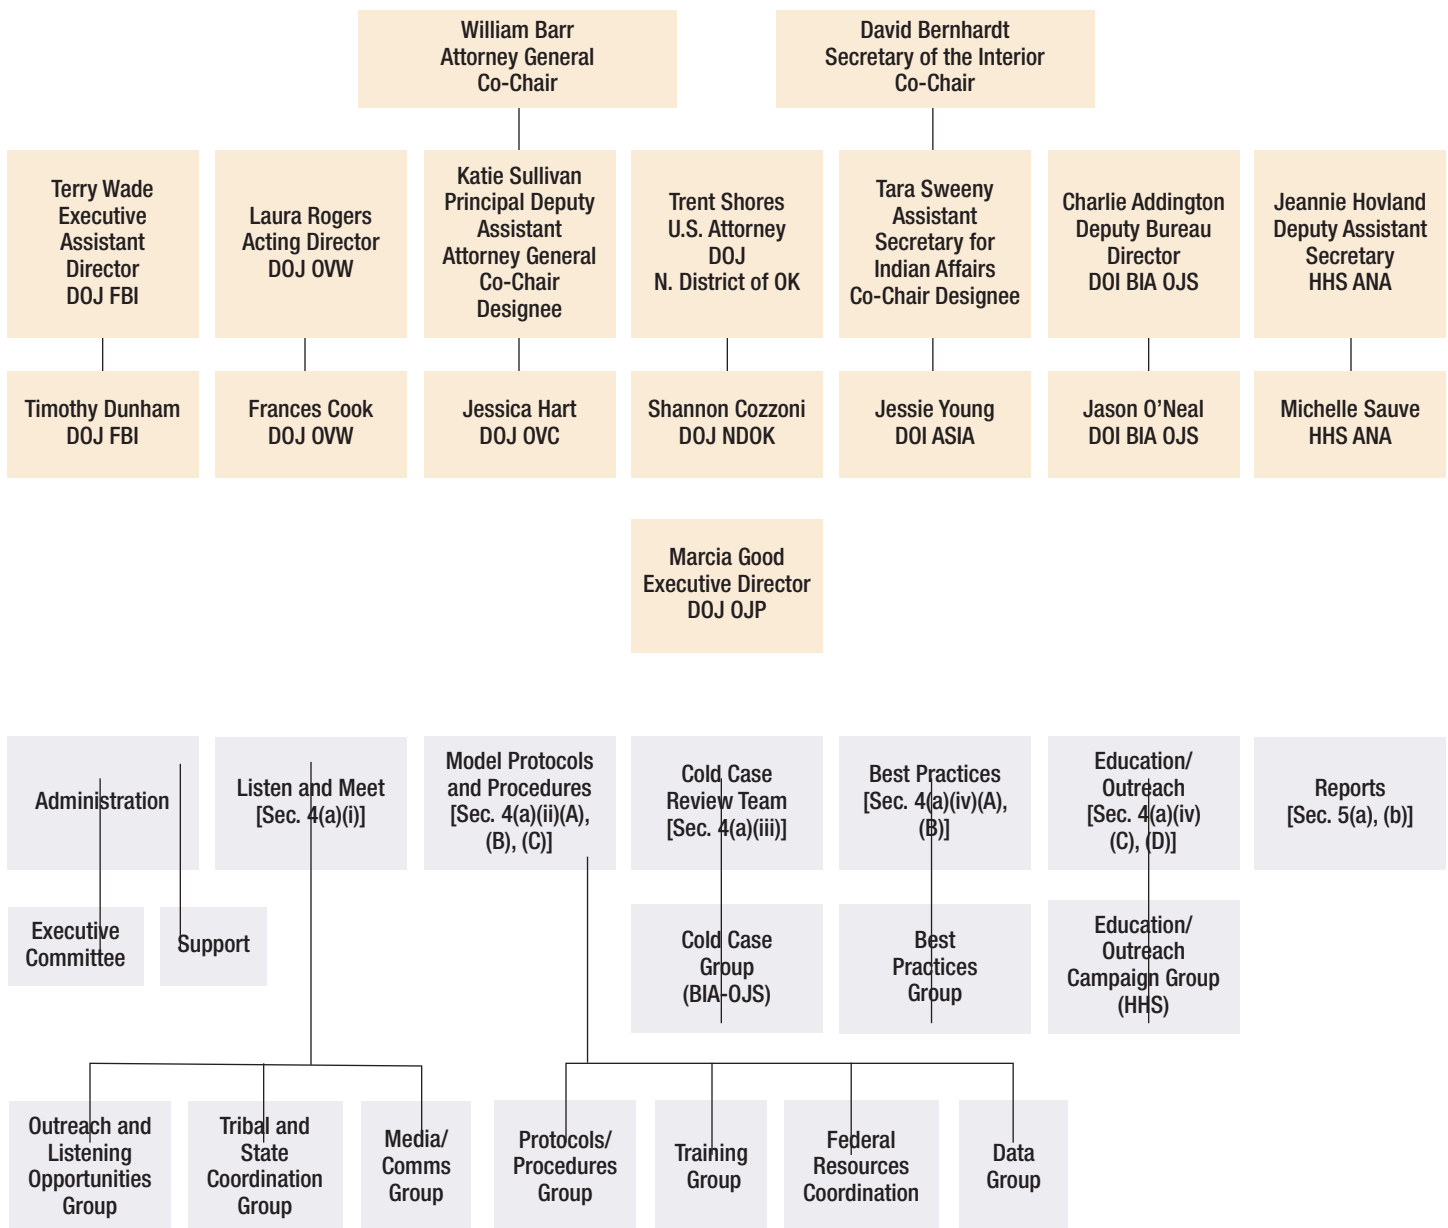 William Barr
Attorney General
Co-Chair
David Bernhardt
Secretary of the Interior
Co-Chair
Terry Wade
Executive
Assistant
Director
DOJ FBI
Laura Rogers
Acting Director
DOJ OVW
Katie Sullivan
Principal Deputy
Assistant
Attorney General
Co-Chair
Designee
Trent Shores
U.S. Attorney
DOJ
N. District of OK
Tara Sweeny
Assistant
Secretary for
Indian Affairs
Co-Chair Designee
Charlie Addington
Deputy Bureau
Director
DOI BIA OJS
Jeannie Hovland
Deputy Assistant
Secretary
HHS ANA
Timothy Dunham
DOJ FBI
Frances Cook
DOJ OVW
Jessica Hart
DOJ OVC
Shannon Cozzoni
DOJ NDOK
Jessie Young
DOI ASIA
Jason O’Neal
DOI BIA OJS
Michelle Sauve
HHS ANA
Marcia Good
Executive Director
DOJ OJP
Administration
Listen and Meet
[Sec. 4(a)(i)]
Model Protocols
and Procedures
[Sec. 4(a)(ii)(A),
(B), (C)]
Cold Case
Review Team
[Sec. 4(a)(iii)]
Best Practices
[Sec. 4(a)(iv)(A),
(B)]
Education/
Outreach
[Sec. 4(a)(iv)
(C), (D)]
Reports
[Sec. 5(a), (b)]
Executive
Committee
Support
Cold Case
Group
(BIA-OJS)
Best
Practices
Group
Education/
Outreach
Campaign Group
(HHS)
Outreach and
Listening
Opportunities
Group
Tribal and
State
Coordination
Group
Media/
Comms
Group
Protocols/
Procedures
Group
Training
Group
Federal
Resources
Coordination
Data
Group